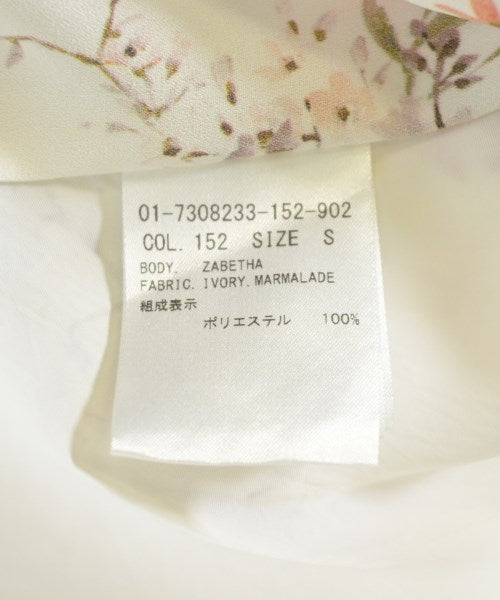 01-7308233-152-902
COL. 152 SIZE S
BODY. ZABETHA
FABRIC. IVORY.MARMALADE
組成表示
ポリエステル 100%